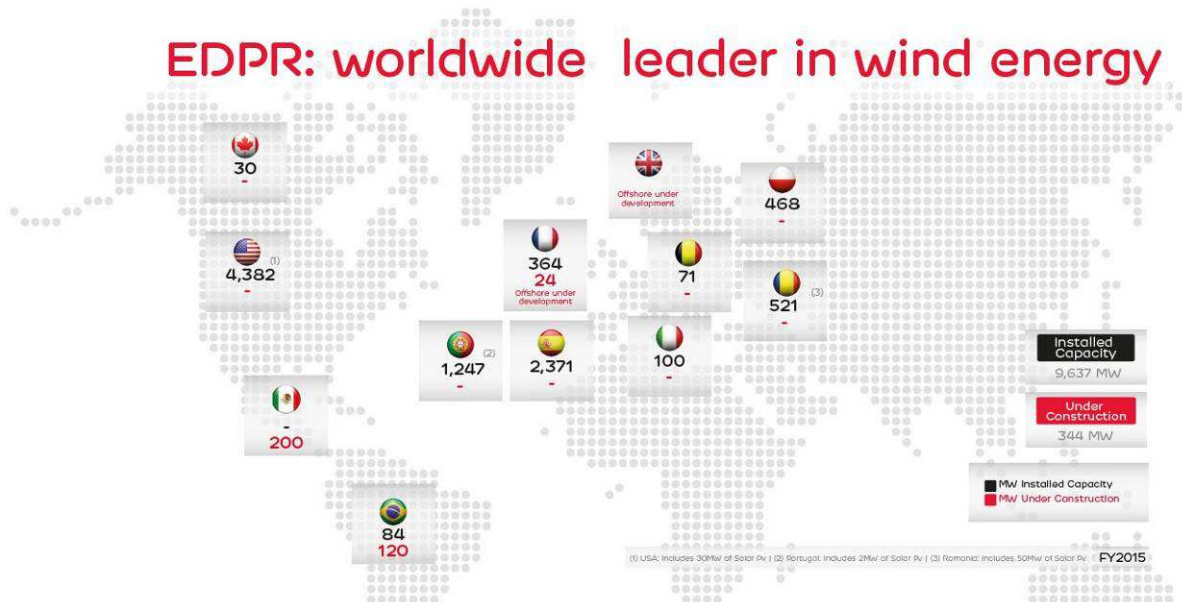 EDPR: worldwide leader in wind energy
30
-
Offshore under
development
468
-
(1)
4,382
-
364
24
Offshore under
development
71
-
(3)
521
-
(2)
1,247
-
2,371
-
100
-
Installed
Capacity
9,637 MW
-
200
Under
Construction
344 MW
MW Installed Capacity
MW Under Construction
84
120
(1) USA: Includes 30MW of Solar Pv | (2) Portugal: Includes 2MW of Solar Pv | (3) Romania: Includes 50MW of Solar Pv FY2015